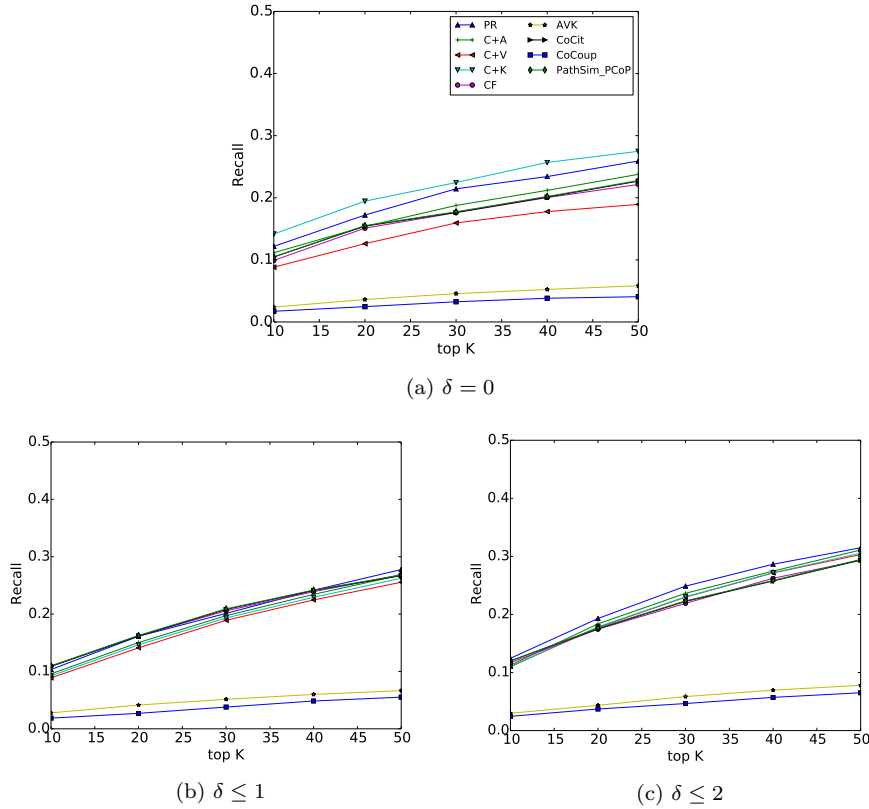 0.5
0.4
0.3
0.2
0.1
0.0
Recall
PR
C+A
C+V
C+K
CF
AVK
CoCit
CoCoup
PathSim_PCoP
10 15 20 25 30 35 40 45 50
top K
(a) δ = 0
0.5
0.4
0.3
0.2
0.1
0.0
Recall
10 15 20 25 30 35 40 45 50
top K
(b) δ ≤ 1
0.5
0.4
0.3
0.2
0.1
0.0
Recall
10 15 20 25 30 35 40 45 50
top K
(c) δ ≤ 2